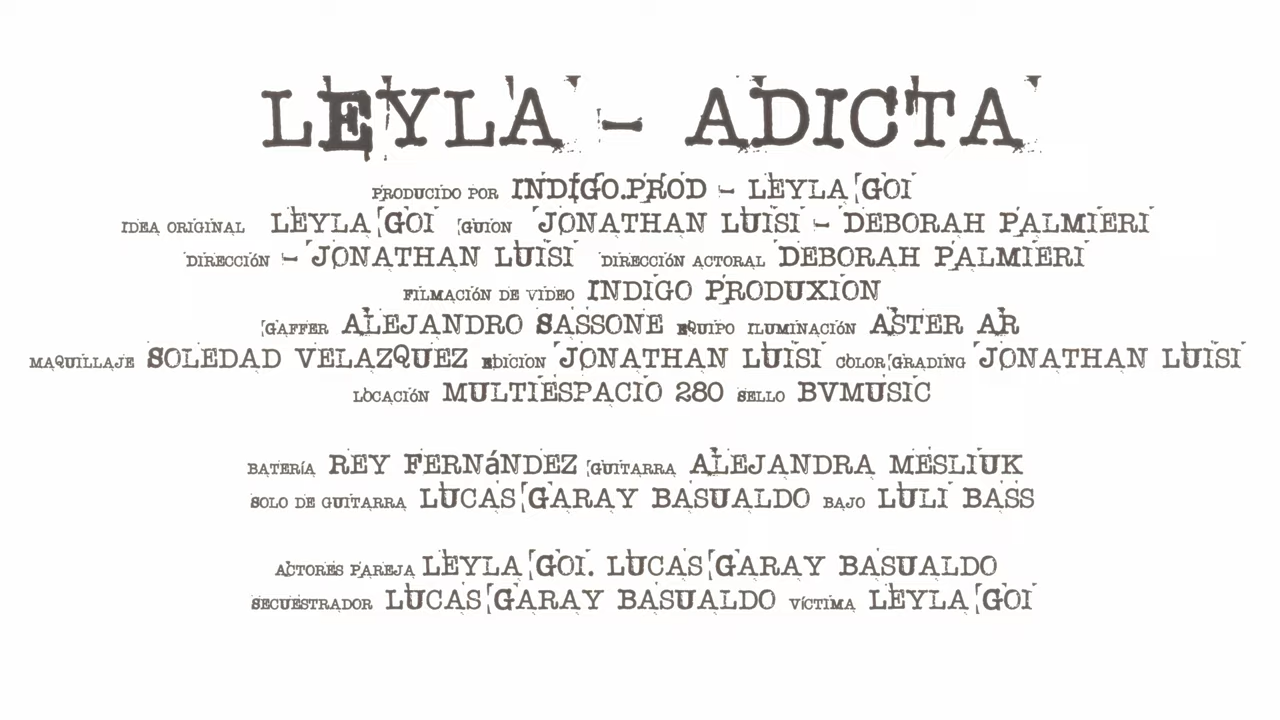 LEYLA - ADICTA
PRODUCIDO POR INDIGO.PROD - LEYLA GOI
IDEA ORIGINAL LEYLA GOI GUION JONATHAN LUISI - DEBORAH PALMIERI
DIRECCIóN - JONATHAN LUISI DIRECCIóN ACTORAL DEBORAH PALMIERI
FILMACIóN DE VIDEO INDIGO PRODUXION
GAFFER ALEJANDRO SASSONE EQUIPO ILUMINACIóN ASTER AR
MAQUILLAJE SOLEDAD VELAZQUEZ EDICION JONATHAN LUISI COLOR GRADING JONATHAN LUISI
LOCACIóN MULTIESPACIO 280 SELLO BVMUSIC
BATERíA REY FERNáNDEZ GUITARRA ALEJANDRA MESLIUK
SOLO DE GUITARRA LUCAS GARAY BASUALDO BAJO LULI BASS
ACTORES PAREJA LEYLA GOI. LUCAS GARAY BASUALDO
SECUESTRADOR LUCAS GARAY BASUALDO VíCTIMA LEYLA GOI